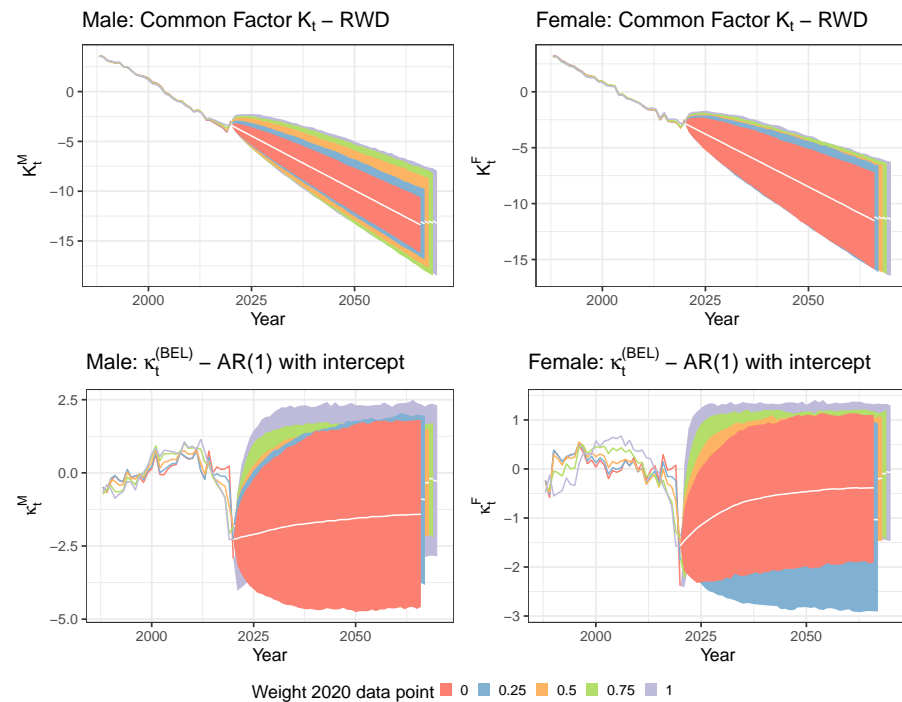 Male: Common Factor Kₜ − RWD
Female: Common Factor Kₜ − RWD
0
−5
−10
−15
K_t^M
2000 2025 2050
Year
0
−5
−10
−15
K_t^F
2000 2025 2050
Year
Male: κ_t^(BEL) − AR(1) with intercept
Female: κ_t^(BEL) − AR(1) with intercept
2.5
0.0
−2.5
−5.0
κ_t^M
2000 2025 2050
Year
1
0
−1
−2
−3
κ_t^F
2000 2025 2050
Year
Weight 2020 data point 0 0.25 0.5 0.75 1